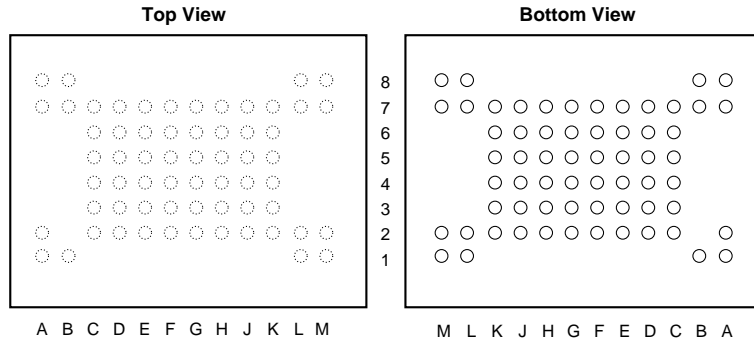 Top View
Bottom View
8
7
6
5
4
3
2
1
A B C D E F G H J K L M
M L K J H G F E D C B A